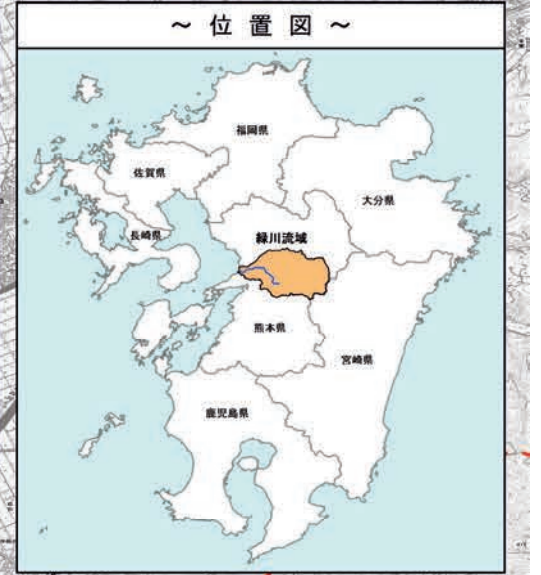 ～ 位 置 図 ～
福岡県
佐賀県
大分県
長崎県
緑川流域
熊本県
宮崎県
鹿児島県